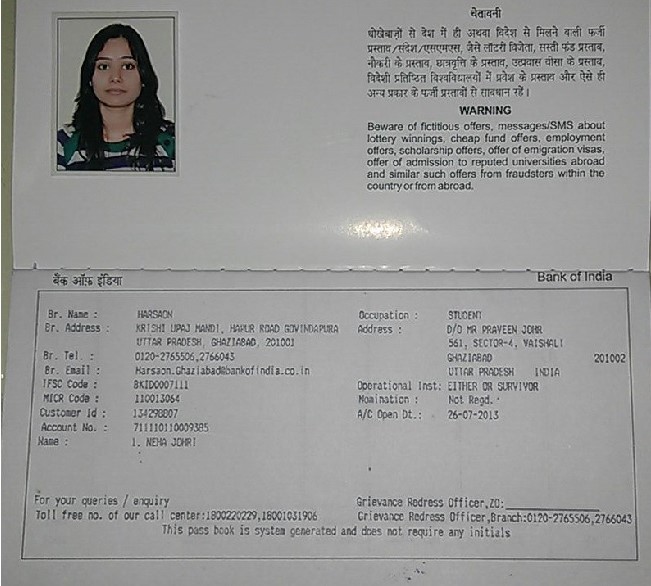 चेतावनी
धोखेबाजों से देश में ही अथवा विदेश से मिलने वाली फर्जी
प्रस्ताव/संदेश/एसएमएस, जैसे लॉटरी विजेता, सस्ती फंड प्रस्ताव,
नौकरी के प्रस्ताव, छात्रवृत्ति के प्रस्ताव, उत्प्रवास वीसा के प्रस्ताव,
विदेशी प्रतिष्ठित विश्वविद्यालयों में प्रवेश के प्रस्ताव और ऐसे ही
अन्य प्रकार के फर्जी प्रस्तावों से सावधान रहें।
WARNING
Beware of fictitious offers, messages/SMS about
lottery winnings, cheap fund offers, employment
offers, scholarship offers, offer of emigration visas,
offer of admission to reputed universities abroad
and similar such offers from fraudsters within the
country or from abroad.
बैंक ऑफ़ इंडिया Bank of India
Br. Name : HARSAON Occupation : STUDENT
Br. Address : KRISHI UPAJ MANDI, HAPUR ROAD GOVINDAPURA Address : D/O MR PRAVEEN JOHR
UTTAR PRADESH, GHAZIABAD, 201001 561, SECTOR-4, VAISHALI
Br. Tel. : 0120-2765506,2766043 GHAZIABAD 201002
Br. Email : Harsaon.Ghaziabad@bankofindia.co.in UTTAR PRADESH INDIA
IFSC Code : BKID0007111 Operational Inst: EITHER OR SURVIVOR
MICR Code : 110013064 Nomination : Not Regd.
Customer Id : 134298807 A/C Open Dt.: 26-07-2013
Account No. : 711110110009385
Name : 1. NEHA JOHRI
For your queries / enquiry Grievance Redress Officer,ZO:
Toll free no. of our call center:1800220229,18001031906 Grievance Redress Officer,Branch:0120-2765506,2766043
This pass book is system generated and does not require any initials